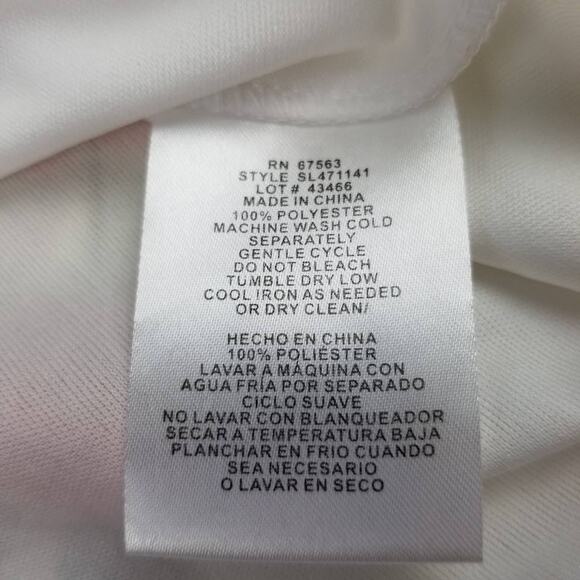 RN 67563
STYLE SL471141
LOT # 43466
MADE IN CHINA
100% POLYESTER
MACHINE WASH COLD
SEPARATELY
GENTLE CYCLE
DO NOT BLEACH
TUMBLE DRY LOW
COOL IRON AS NEEDED
OR DRY CLEAN/
HECHO EN CHINA
100% POLIÉSTER
LAVAR A MÁQUINA CON
AGUA FRÍA POR SEPARADO
CICLO SUAVE
NO LAVAR CON BLANQUEADOR
SECAR A TEMPERATURA BAJA
PLANCHAR EN FRIO CUANDO
SEA NECESARIO
O LAVAR EN SECO